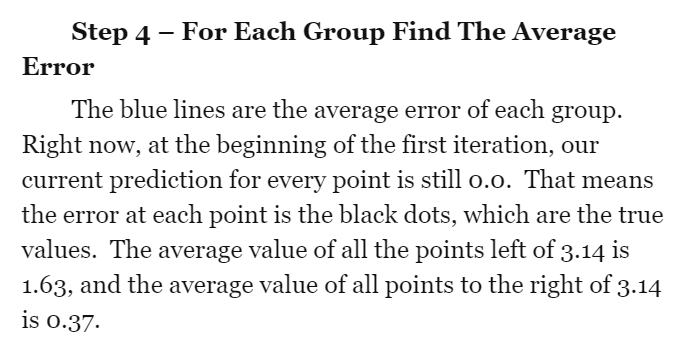 Step 4 – For Each Group Find The Average
Error
The blue lines are the average error of each group.
Right now, at the beginning of the first iteration, our
current prediction for every point is still 0.0.  That means
the error at each point is the black dots, which are the true
values.  The average value of all the points left of 3.14 is
1.63, and the average value of all points to the right of 3.14
is 0.37.